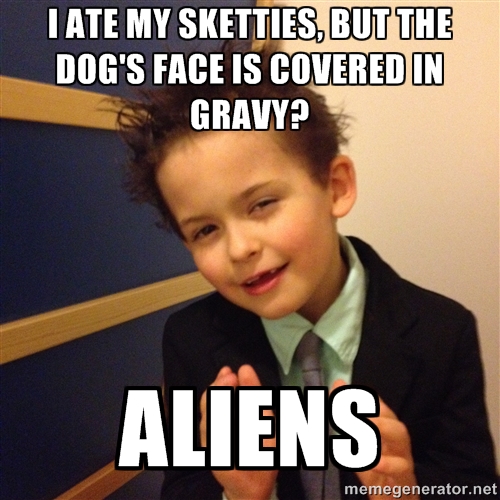 I ATE MY SKETTIES, BUT THE
DOG'S FACE IS COVERED IN
GRAVY?
ALIENS
memegenerator.net